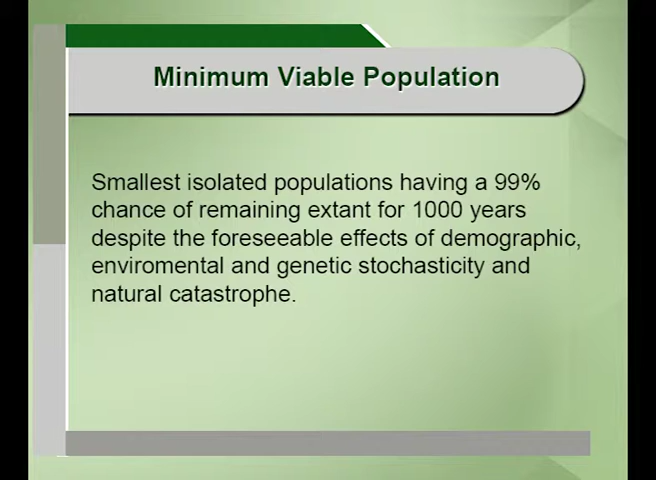 Minimum Viable Population
Smallest isolated populations having a 99%
chance of remaining extant for 1000 years
despite the foreseeable effects of demographic,
enviromental and genetic stochasticity and
natural catastrophe.